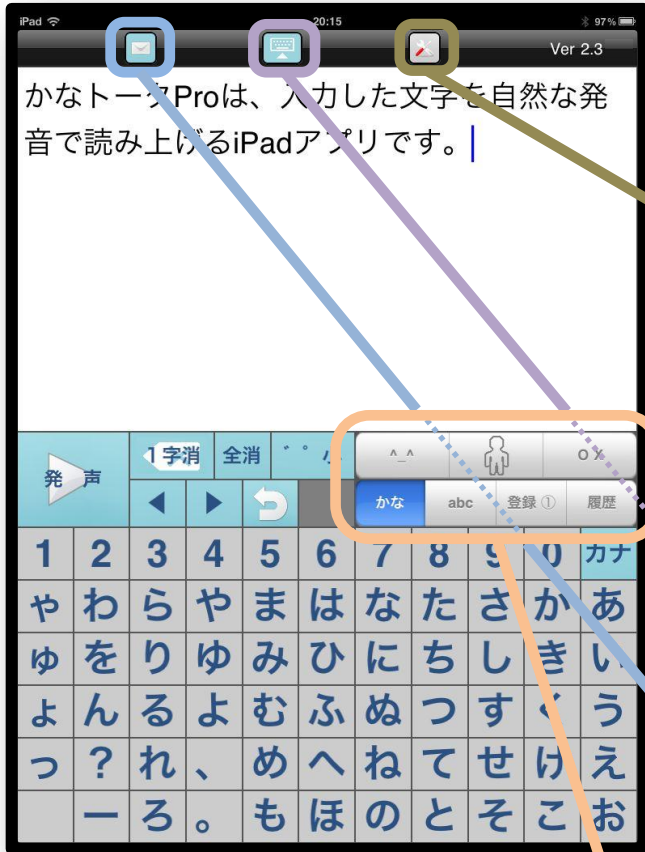 iPad 20:15 97%
Ver 2.3
かなトークProは、入力した文字を自然な発
音で読み上げるiPadアプリです。
発声 1字消 全消 ゛゜小 ^_^ O X
◀ ▶ かな abc 登録① 履歴
1 2 3 4 5 6 7 8 9 0 カナ
や わ ら や ま は な た さ か あ
ゆ を り ゆ み ひ に ち し き い
よ ん る よ む ふ ぬ つ す く う
っ ? れ 、 め へ ね て せ け え
ー ろ 。 も ほ の と そ こ お